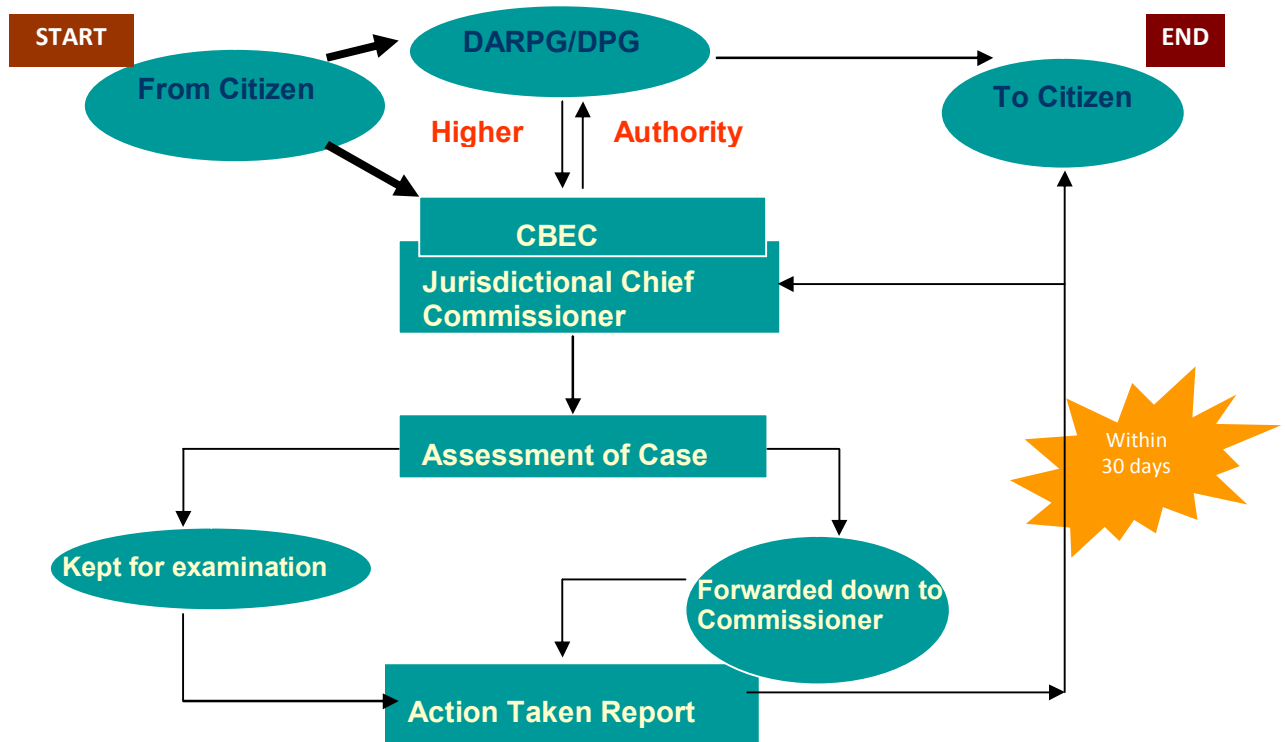 START
DARPG/DPG
END
From Citizen
To Citizen
Higher Authority
CBEC
Jurisdictional Chief
Commissioner
Assessment of Case
Within
30 days
Kept for examination
Forwarded down to
Commissioner
Action Taken Report